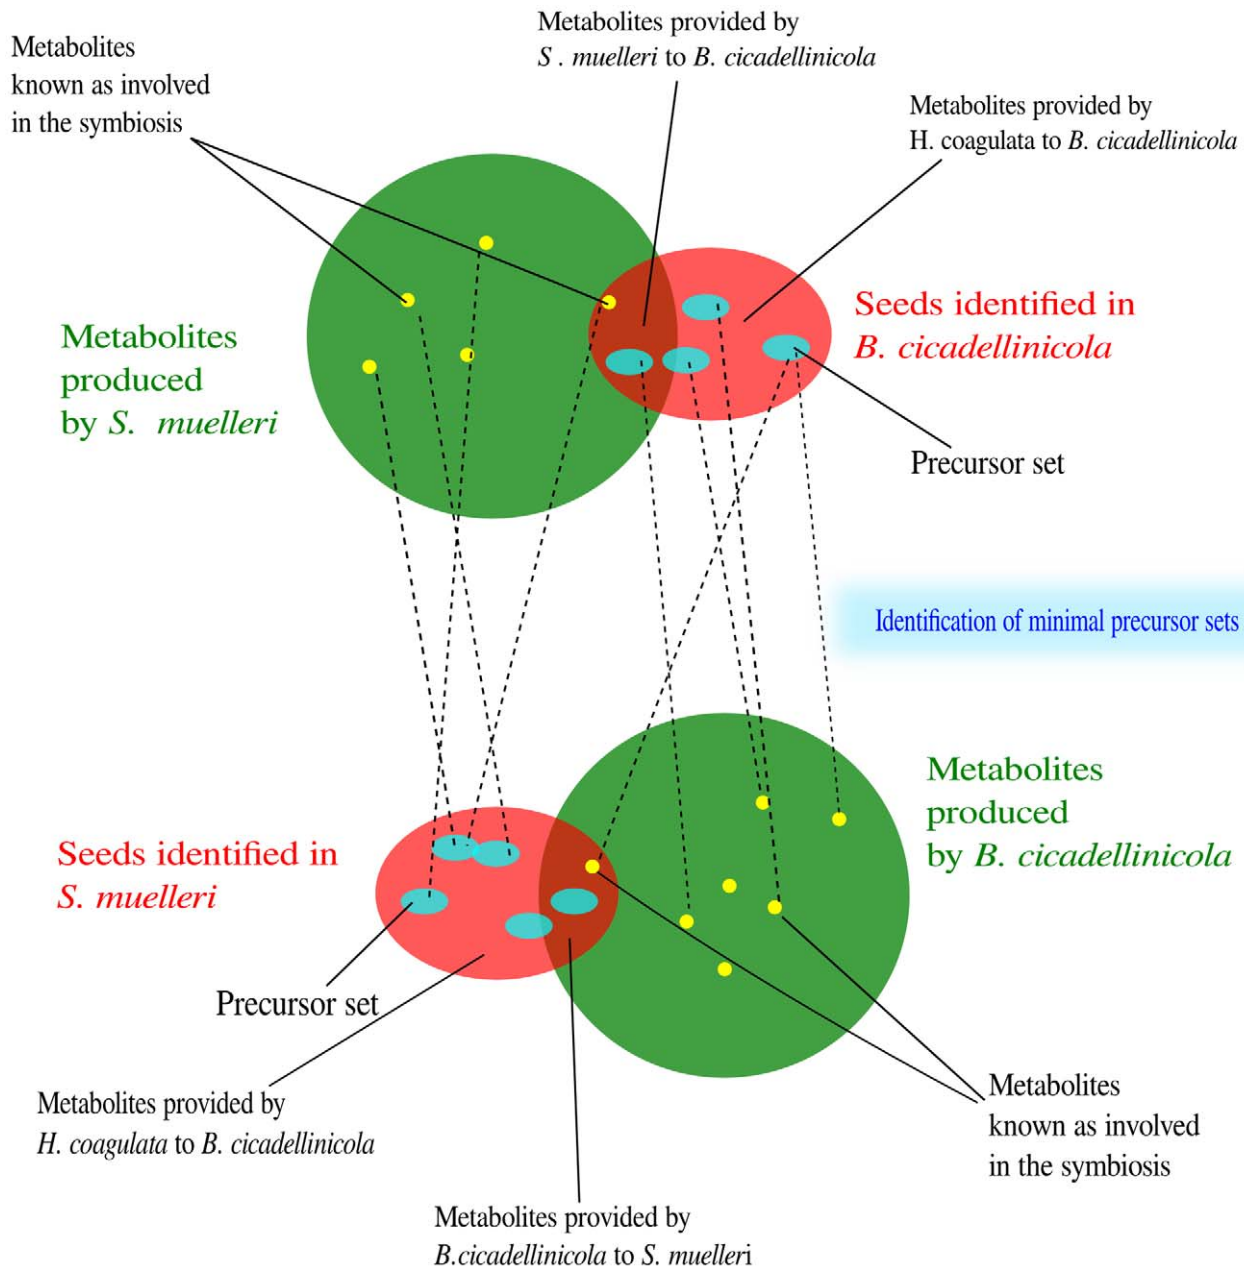 Metabolites
known as involved
in the symbiosis
Metabolites provided by
S . muelleri to B. cicadellinicola
Metabolites provided by
H. coagulata to B. cicadellinicola
Metabolites
produced
by S. muelleri
Seeds identified in
B. cicadellinicola
Precursor set
Identification of minimal precursor sets
Metabolites
produced
by B. cicadellinicola
Seeds identified in
S. muelleri
Precursor set
Metabolites provided by
H. coagulata to B. cicadellinicola
Metabolites
known as involved
in the symbiosis
Metabolites provided by
B.cicadellinicola to S. muelleri